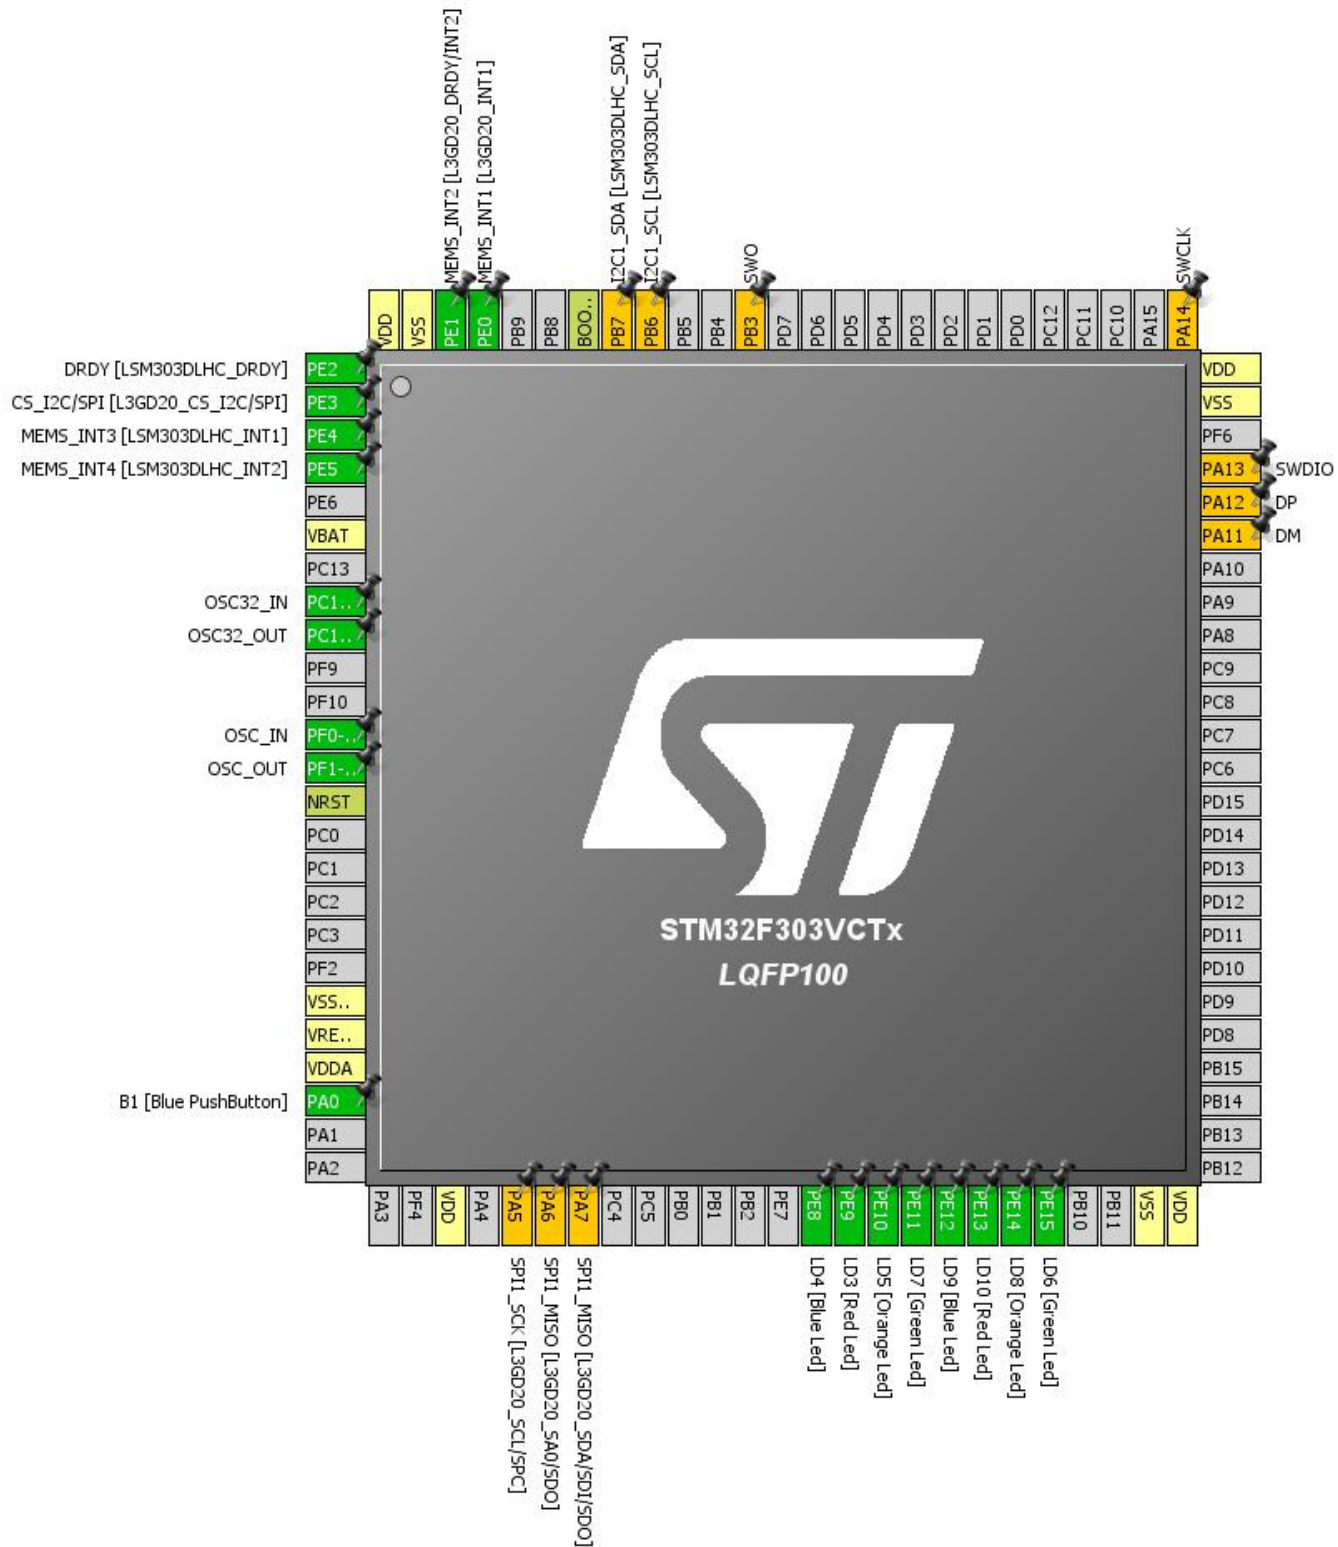 MEMS_INT2 [L3GD20_DRDY/INT2]
MEMS_INT1 [L3GD20_INT1]
I2C1_SDA [LSM303DLHC_SDA]
I2C1_SCL [LSM303DLHC_SCL]
SWO
SWCLK
VDD
VSS
PE1
PE0
PB9
PB8
BOO..
PB7
PB6
PB5
PB4
PB3
PD7
PD6
PD5
PD4
PD3
PD2
PD1
PD0
PC12
PC11
PC10
PA15
PA14
DRDY [LSM303DLHC_DRDY] PE2
CS_I2C/SPI [L3GD20_CS_I2C/SPI] PE3
MEMS_INT3 [LSM303DLHC_INT1] PE4
MEMS_INT4 [LSM303DLHC_INT2] PE5
PE6
VBAT
PC13
OSC32_IN PC1..
OSC32_OUT PC1..
PF9
PF10
OSC_IN PF0-..
OSC_OUT PF1-..
NRST
PC0
PC1
PC2
PC3
PF2
VSS..
VRE..
VDDA
B1 [Blue PushButton] PA0
PA1
PA2
ST
STM32F303VCTx
LQFP100
VDD
VSS
PF6
PA13 SWDIO
PA12 DP
PA11 DM
PA10
PA9
PA8
PC9
PC8
PC7
PC6
PD15
PD14
PD13
PD12
PD11
PD10
PD9
PD8
PB15
PB14
PB13
PB12
PA3
PF4
VDD
PA4
PA5
PA6
PA7
PC4
PC5
PB0
PB1
PB2
PE7
PE8
PE9
PE10
PE11
PE12
PE13
PE14
PE15
PB10
PB11
VSS
VDD
SPI1_SCK [L3GD20_SCL/SPC]
SPI1_MISO [L3GD20_SA0/SDO]
SPI1_MISO [L3GD20_SDA/SDI/SDO]
LD4 [Blue Led]
LD3 [Red Led]
LD5 [Orange Led]
LD7 [Green Led]
LD9 [Blue Led]
LD10 [Red Led]
LD8 [Orange Led]
LD6 [Green Led]